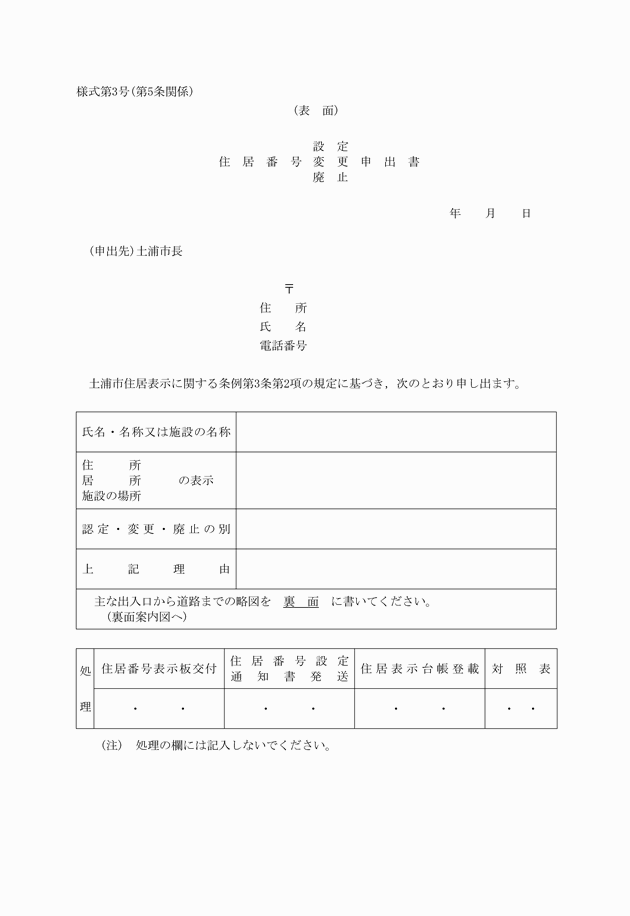 様式第3号(第5条関係)
(表　面)
設　定
住　居　番　号　変　更　申　出　書
廃　止
年　　月　　日
(申出先)土浦市長
〒
住　　所
氏　　名
電話番号
土浦市住居表示に関する条例第3条第2項の規定に基づき，次のとおり申し出ます。
氏名・名称又は施設の名称
住　　　所
居　　　所　　　の表示
施設の場所
認定・変更・廃止の別
上　記　理　由
主な出入口から道路までの略図を　裏　面　に書いてください。
(裏面案内図へ)
処理
住居番号表示板交付
住居番号設定
通知書発送
住居表示台帳登載
対照表
・　　・
・　　・
・　　・
・　・
(注)　処理の欄には記入しないでください。